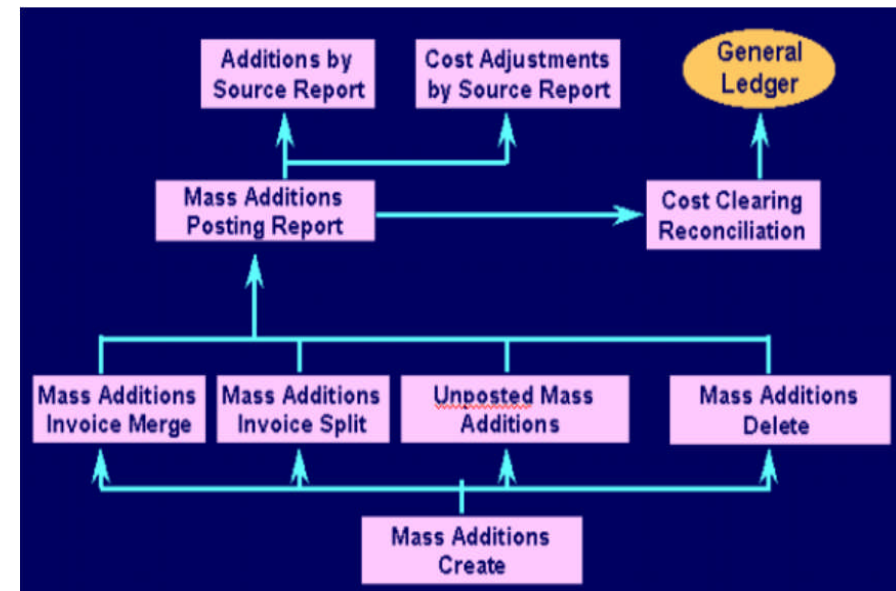 Additions by
Source Report
Cost Adjustments
by Source Report
General
Ledger
Mass Additions
Posting Report
Cost Clearing
Reconciliation
Mass Additions
Invoice Merge
Mass Additions
Invoice Split
Unposted Mass
Additions
Mass Additions
Delete
Mass Additions
Create